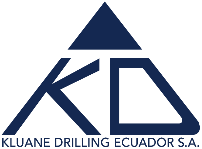 KD
KLUANE DRILLING ECUADOR S.A.